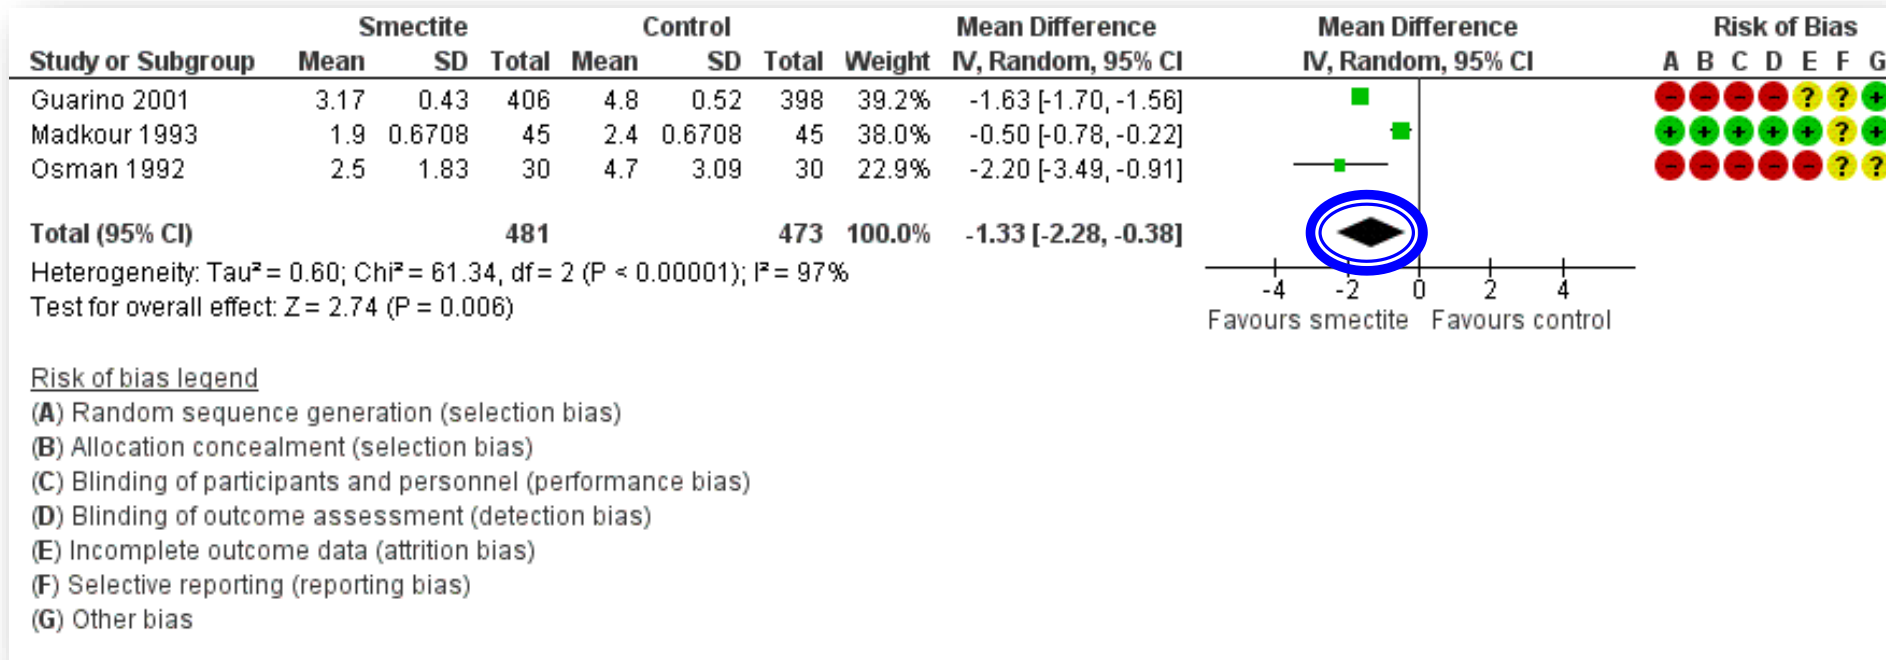 Smectite Control Mean Difference Mean Difference Risk of Bias
Study or Subgroup Mean SD Total Mean SD Total Weight IV, Random, 95% CI IV, Random, 95% CI A B C D E F G
Guarino 2001 3.17 0.43 406 4.8 0.52 398 39.2% -1.63 [-1.70, -1.56] - - - - ? ? +
Madkour 1993 1.9 0.6708 45 2.4 0.6708 45 38.0% -0.50 [-0.78, -0.22] + + + + + ? +
Osman 1992 2.5 1.83 30 4.7 3.09 30 22.9% -2.20 [-3.49, -0.91] - - - - - ? ?
Total (95% CI) 481 473 100.0% -1.33 [-2.28, -0.38]
Heterogeneity: Tau² = 0.60; Chi² = 61.34, df = 2 (P < 0.00001); I² = 97%
Test for overall effect: Z = 2.74 (P = 0.006)
-4 -2 0 2 4
Favours smectite Favours control
Risk of bias legend
(A) Random sequence generation (selection bias)
(B) Allocation concealment (selection bias)
(C) Blinding of participants and personnel (performance bias)
(D) Blinding of outcome assessment (detection bias)
(E) Incomplete outcome data (attrition bias)
(F) Selective reporting (reporting bias)
(G) Other bias